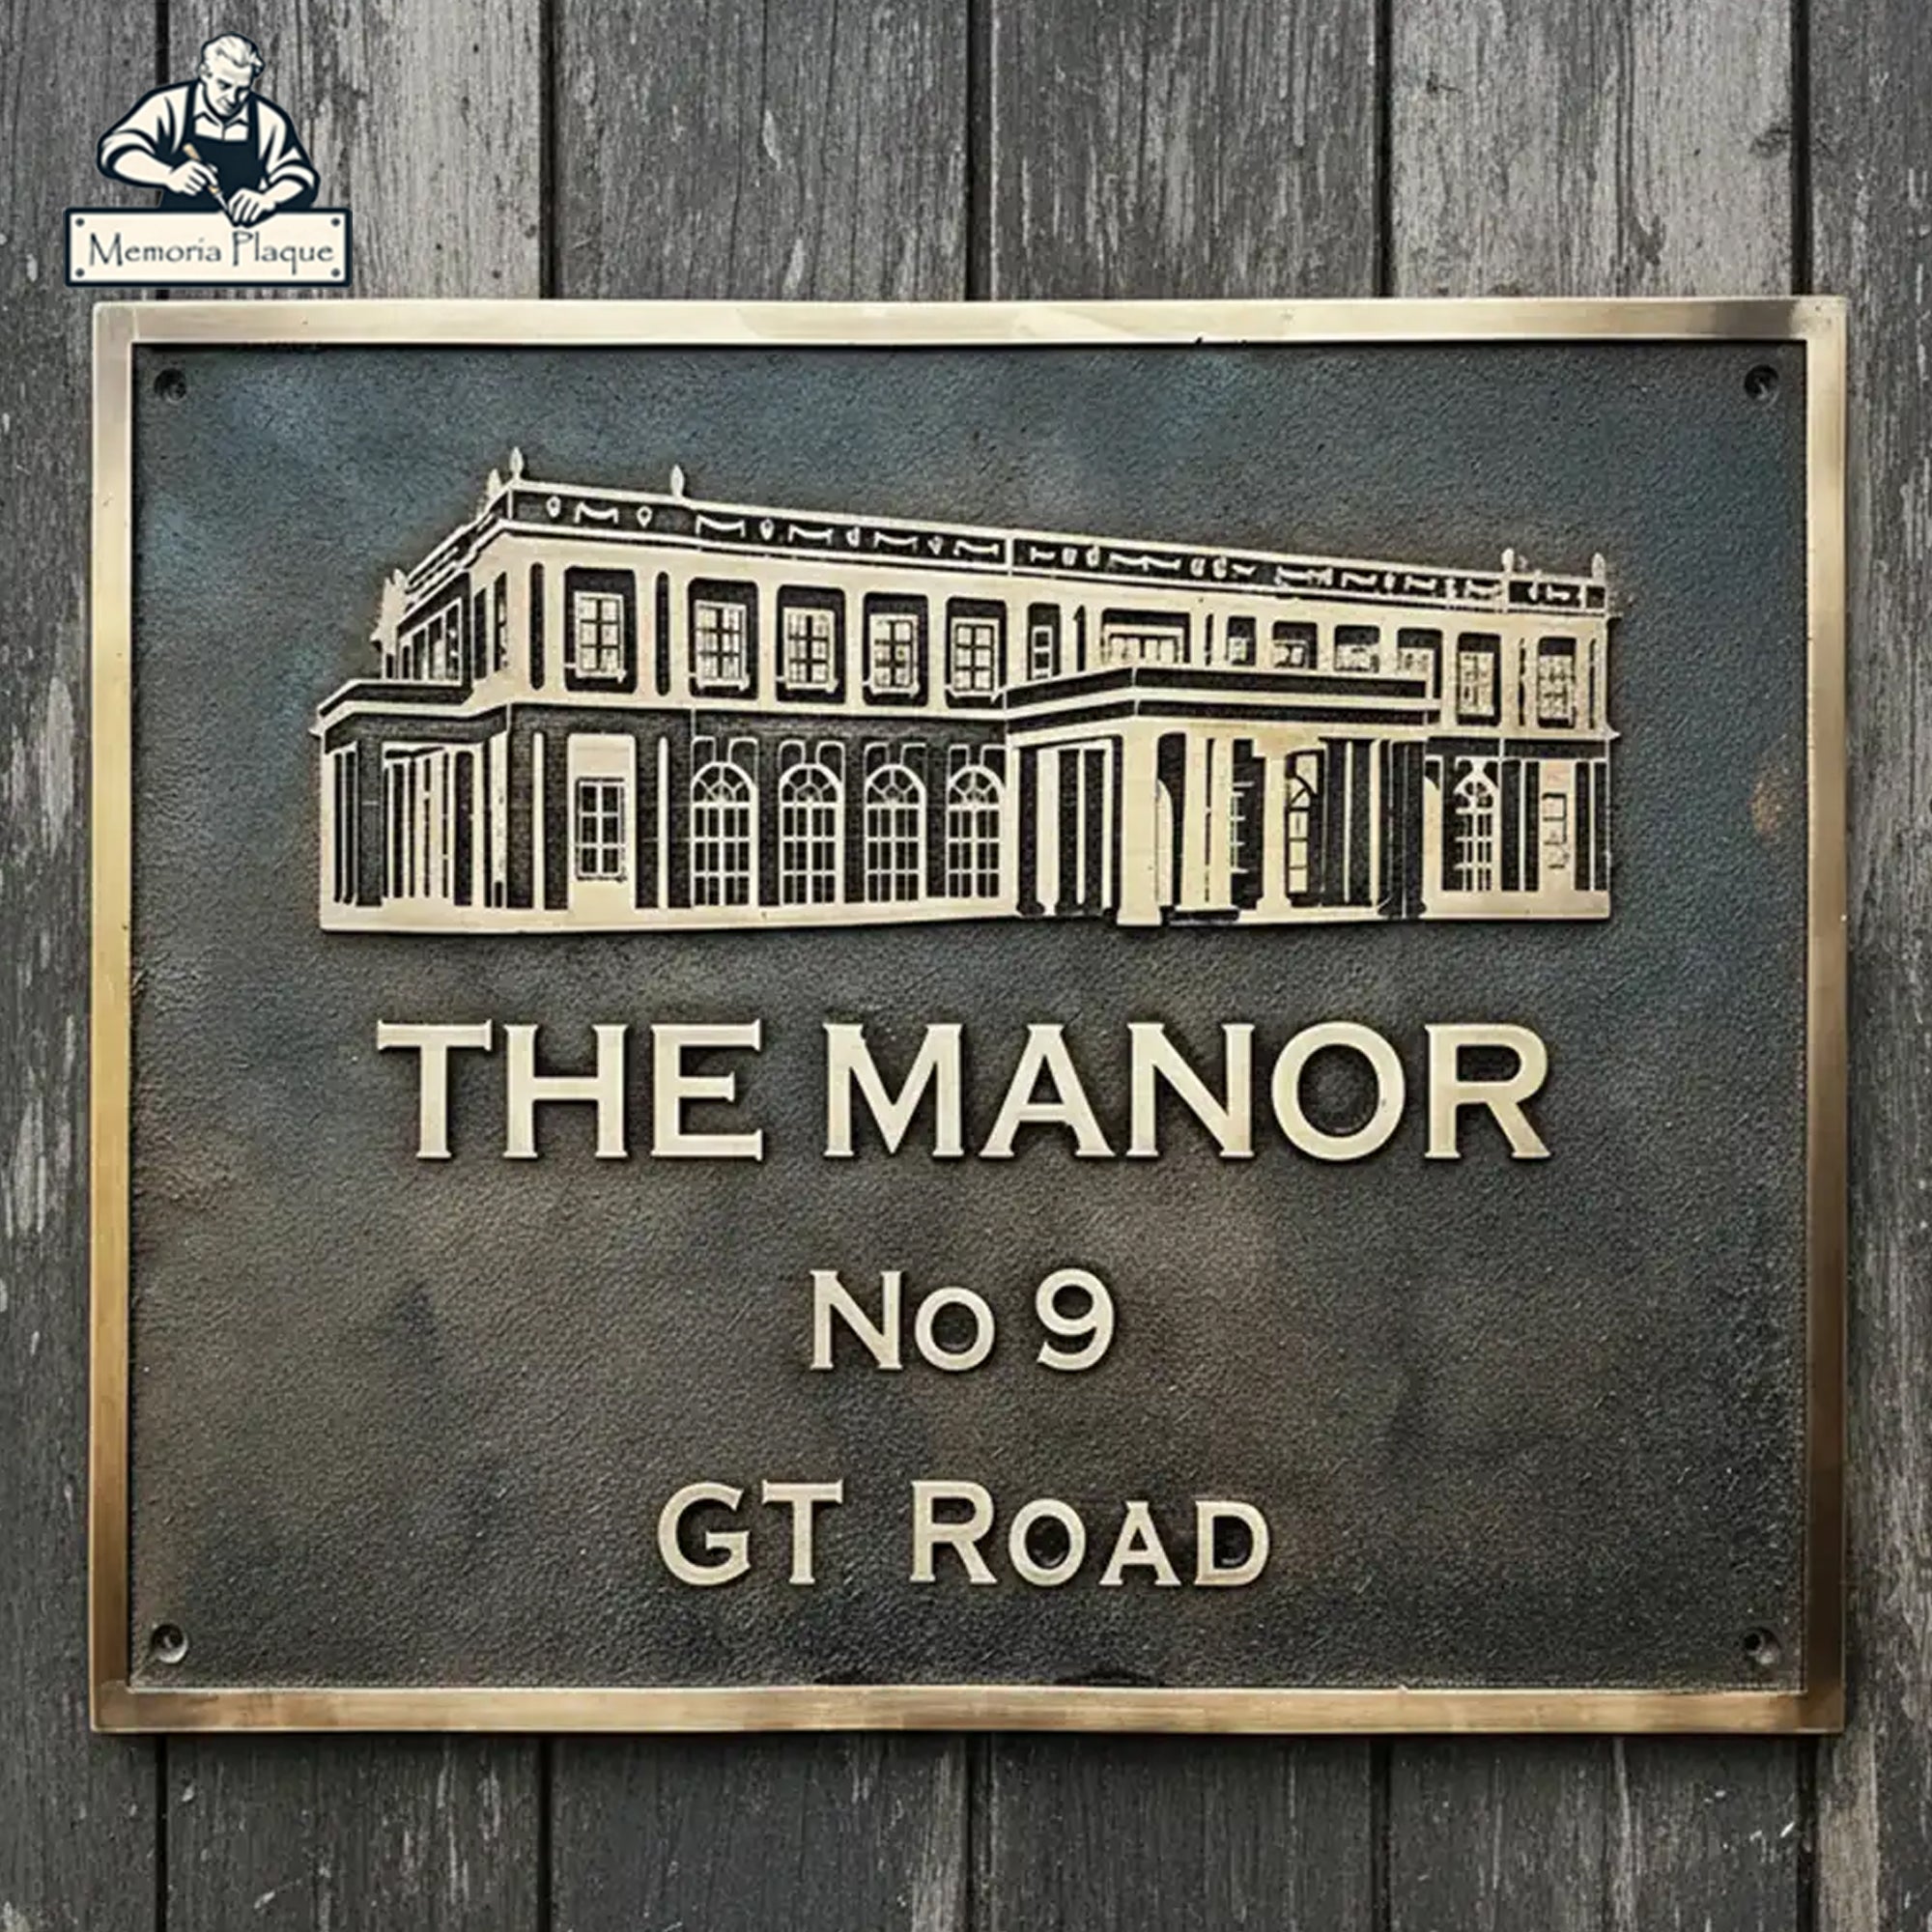 Memoria Plaque
THE MANOR
No 9
GT ROAD